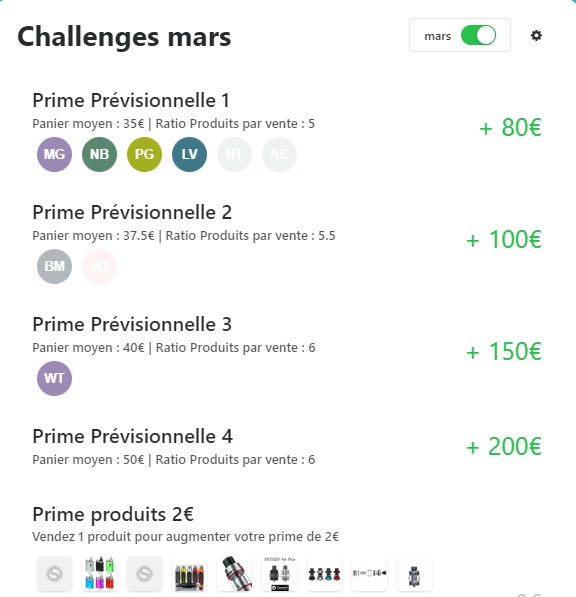 Challenges mars
mars
Prime Prévisionnelle 1
Panier moyen : 35€ | Ratio Produits par vente : 5
+ 80€
MG NB PG LV NT AC
Prime Prévisionnelle 2
Panier moyen : 37.5€ | Ratio Produits par vente : 5.5
+ 100€
BM JO
Prime Prévisionnelle 3
Panier moyen : 40€ | Ratio Produits par vente : 6
+ 150€
WT
Prime Prévisionnelle 4
Panier moyen : 50€ | Ratio Produits par vente : 6
+ 200€
Prime produits 2€
Vendez 1 produit pour augmenter votre prime de 2€